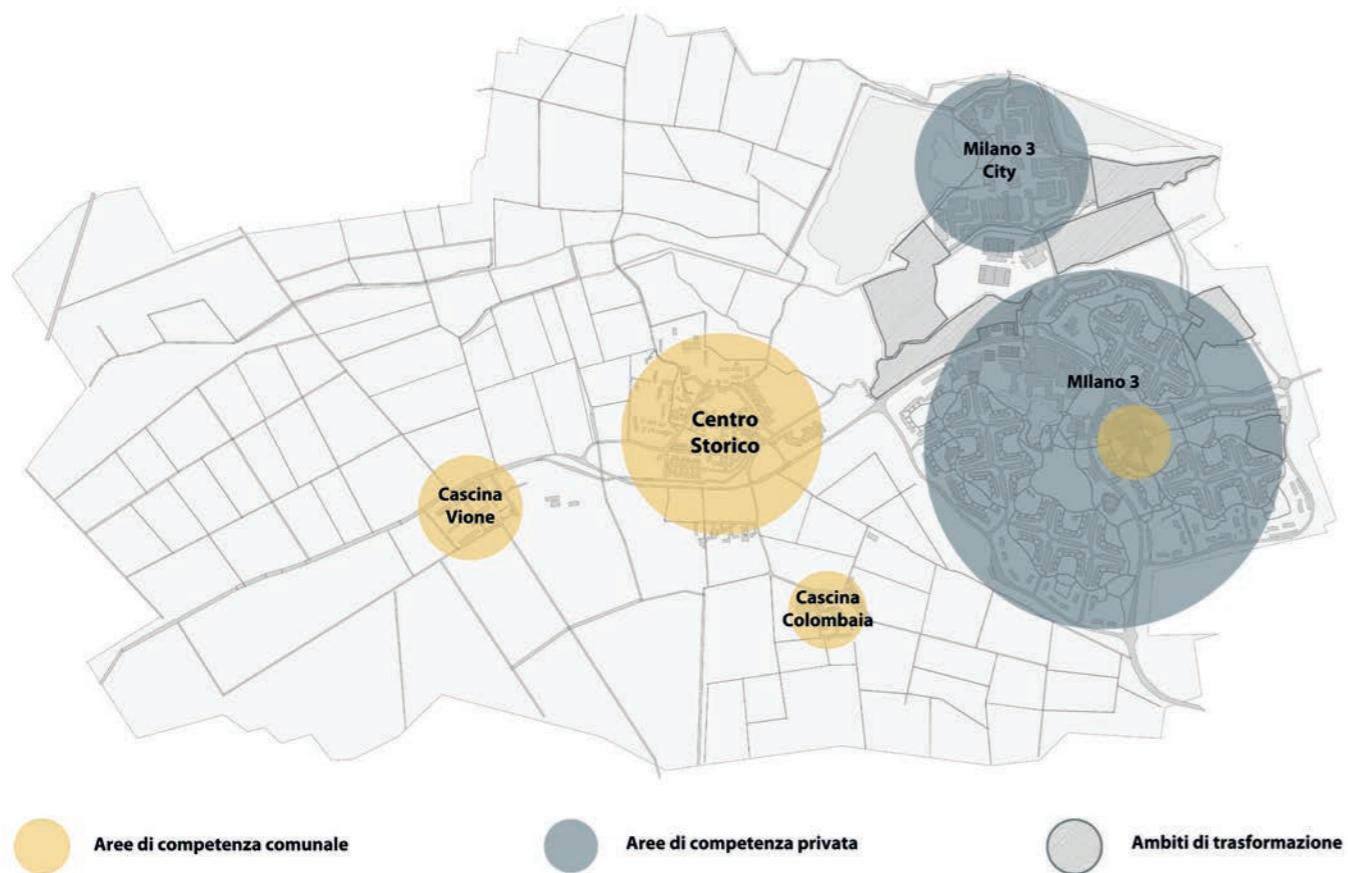 Milano 3
City
MIlano 3
Centro
Storico
Cascina
Vione
Cascina
Colombaia
Aree di competenza comunale
Aree di competenza privata
Ambiti di trasformazione